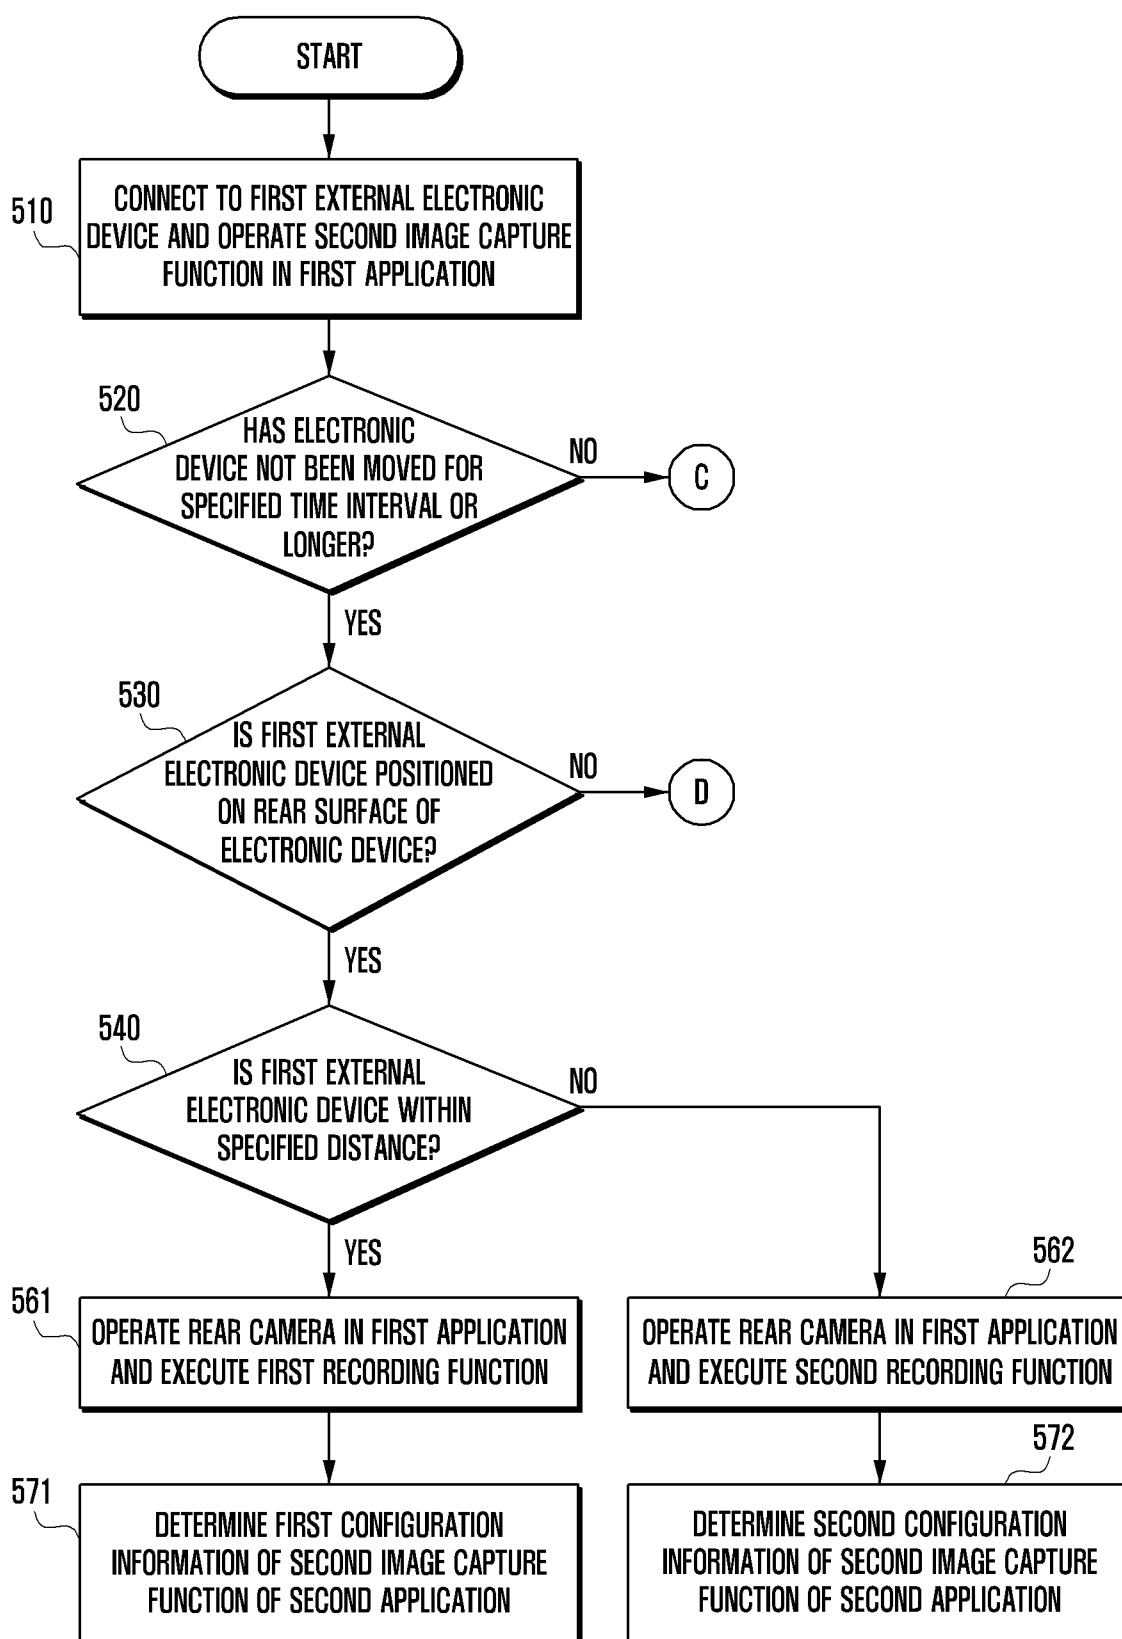 START
510
CONNECT TO FIRST EXTERNAL ELECTRONIC
DEVICE AND OPERATE SECOND IMAGE CAPTURE
FUNCTION IN FIRST APPLICATION
520
HAS ELECTRONIC
DEVICE NOT BEEN MOVED FOR
SPECIFIED TIME INTERVAL OR
LONGER?
NO
C
YES
530
IS FIRST EXTERNAL
ELECTRONIC DEVICE POSITIONED
ON REAR SURFACE OF
ELECTRONIC DEVICE?
NO
D
YES
540
IS FIRST EXTERNAL
ELECTRONIC DEVICE WITHIN
SPECIFIED DISTANCE?
NO
YES
561
OPERATE REAR CAMERA IN FIRST APPLICATION
AND EXECUTE FIRST RECORDING FUNCTION
562
OPERATE REAR CAMERA IN FIRST APPLICATION
AND EXECUTE SECOND RECORDING FUNCTION
571
DETERMINE FIRST CONFIGURATION
INFORMATION OF SECOND IMAGE CAPTURE
FUNCTION OF SECOND APPLICATION
572
DETERMINE SECOND CONFIGURATION
INFORMATION OF SECOND IMAGE CAPTURE
FUNCTION OF SECOND APPLICATION